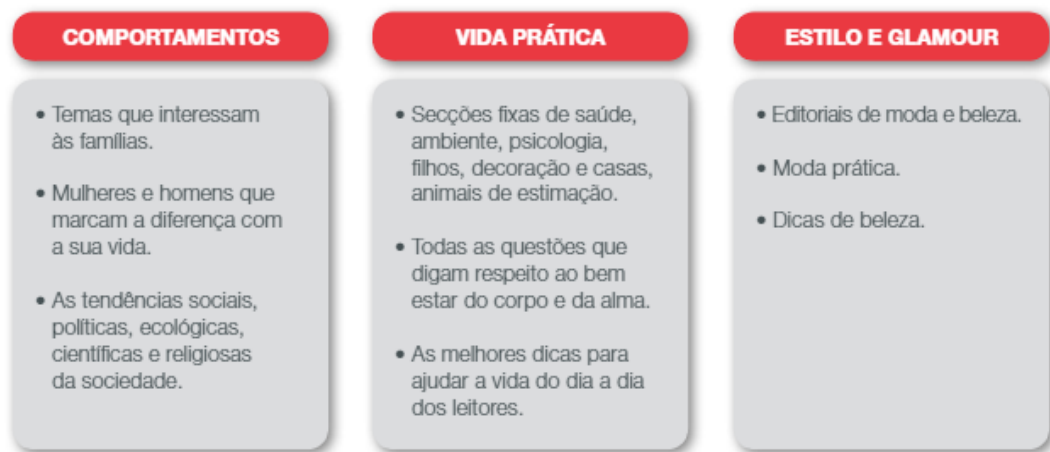 COMPORTAMENTOS
• Temas que interessam
às famílias.
• Mulheres e homens que
marcam a diferença com
a sua vida.
• As tendências sociais,
políticas, ecológicas,
científicas e religiosas
da sociedade.
VIDA PRÁTICA
• Secções fixas de saúde,
ambiente, psicologia,
filhos, decoração e casas,
animais de estimação.
• Todas as questões que
digam respeito ao bem
estar do corpo e da alma.
• As melhores dicas para
ajudar a vida do dia a dia
dos leitores.
ESTILO E GLAMOUR
• Editoriais de moda e beleza.
• Moda prática.
• Dicas de beleza.